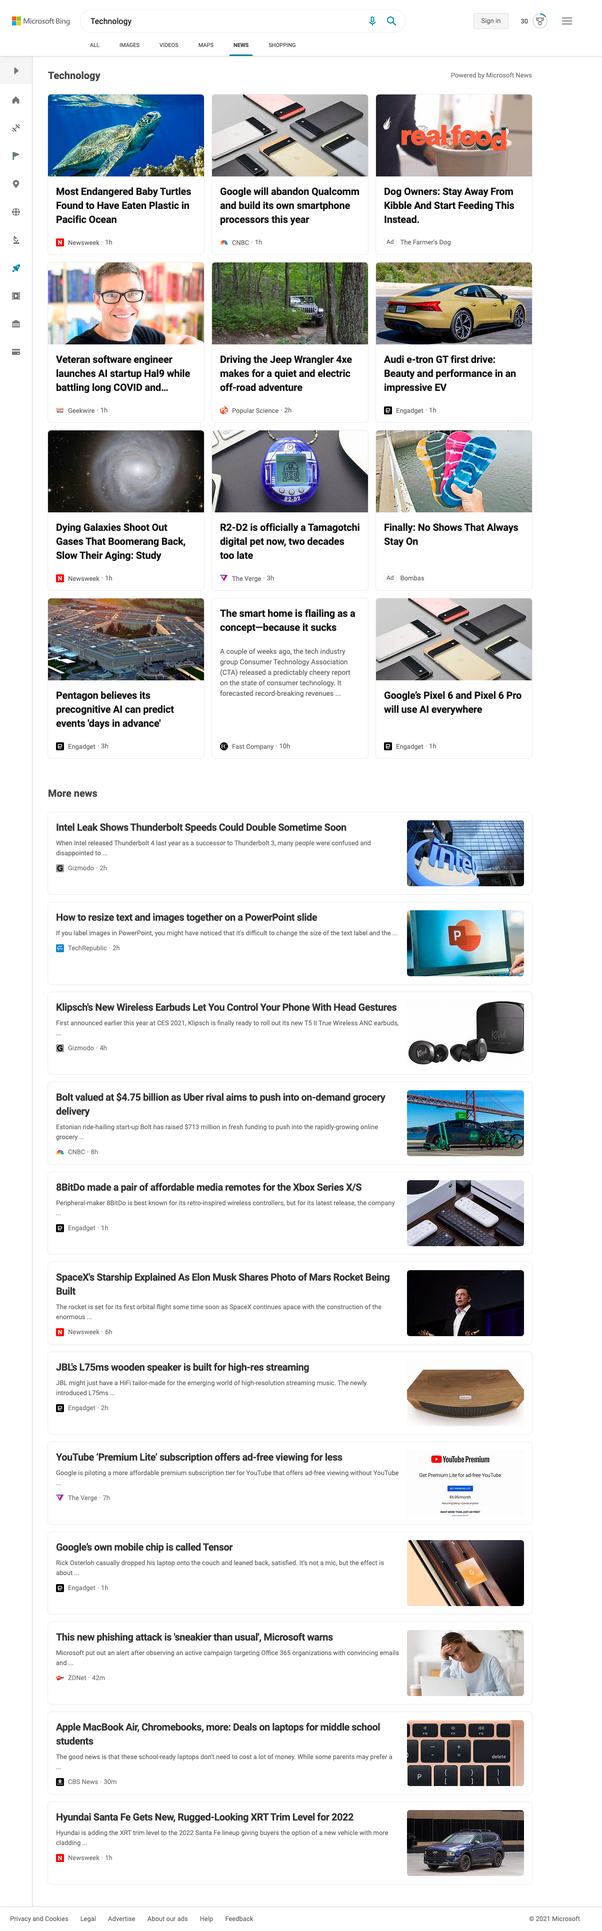 Microsoft Bing
Technology
Sign in
30
ALL
IMAGES
VIDEOS
MAPS
NEWS
SHOPPING
Technology
Powered by Microsoft News
real food
Most Endangered Baby Turtles
Found to Have Eaten Plastic in
Pacific Ocean
Newsweek · 1h
Google will abandon Qualcomm
and build its own smartphone
processors this year
CNBC · 1h
Dog Owners: Stay Away From
Kibble And Start Feeding This
Instead.
Ad The Farmer's Dog
Veteran software engineer
launches AI startup Hal9 while
battling long COVID and...
Geekwire · 1h
Driving the Jeep Wrangler 4xe
makes for a quiet and electric
off-road adventure
Popular Science · 2h
Audi e-tron GT first drive:
Beauty and performance in an
impressive EV
Engadget · 1h
R2-D2
Dying Galaxies Shoot Out
Gases That Boomerang Back,
Slow Their Aging: Study
Newsweek · 1h
R2-D2 is officially a Tamagotchi
digital pet now, two decades
too late
The Verge · 3h
Finally: No Shows That Always
Stay On
Ad Bombas
Pentagon believes its
precognitive AI can predict
events 'days in advance'
Engadget · 3h
The smart home is flailing as a
concept—because it sucks
A couple of weeks ago, the tech industry
group Consumer Technology Association
(CTA) released a predictably cheery report
on the state of consumer technology. It
forecasted record-breaking revenues ...
Fast Company · 10h
Google's Pixel 6 and Pixel 6 Pro
will use AI everywhere
Engadget · 1h
More news
Intel Leak Shows Thunderbolt Speeds Could Double Sometime Soon
When Intel released Thunderbolt 4 last year as a successor to Thunderbolt 3, many people were confused and
disappointed to ...
Gizmodo · 2h
intel
How to resize text and images together on a PowerPoint slide
If you label images in PowerPoint, you might have noticed that it's difficult to change the size of the text label and the ...
TechRepublic · 2h
P
Klipsch's New Wireless Earbuds Let You Control Your Phone With Head Gestures
First announced earlier this year at CES 2021, Klipsch is finally ready to roll out its new T5 II True Wireless ANC earbuds,
...
Gizmodo · 4h
Klipsch
Bolt valued at $4.75 billion as Uber rival aims to push into on-demand grocery
delivery
Estonian ride-hailing start-up Bolt has raised $713 million in fresh funding to push into the rapidly-growing online
grocery ...
CNBC · 8h
8BitDo made a pair of affordable media remotes for the Xbox Series X/S
Peripheral-maker 8BitDo is best known for its retro-inspired wireless controllers, but for its latest release, the company
...
Engadget · 1h
SpaceX's Starship Explained As Elon Musk Shares Photo of Mars Rocket Being
Built
The rocket is set for its first orbital flight some time soon as SpaceX continues apace with the construction of the
enormous ...
Newsweek · 6h
JBL's L75ms wooden speaker is built for high-res streaming
JBL might just have a HiFi tailor-made for the emerging world of high-resolution streaming music. The newly
introduced L75ms ...
Engadget · 2h
YouTube 'Premium Lite' subscription offers ad-free viewing for less
Google is piloting a more affordable premium subscription tier for YouTube that offers ad-free viewing without YouTube
...
The Verge · 7h
YouTube Premium
Get Premium Lite for ad-free YouTube
Google's own mobile chip is called Tensor
Rick Osterloh casually dropped his laptop onto the couch and leaned back, satisfied. It's not a mic, but the effect is
about ...
Engadget · 1h
This new phishing attack is 'sneakier than usual', Microsoft warns
Microsoft put out an alert after observing an active campaign targeting Office 365 organizations with convincing emails
and ...
ZDNet · 42m
Apple MacBook Air, Chromebooks, more: Deals on laptops for middle school
students
The good news is that these school-ready laptops don't need to cost a lot of money. While some parents may prefer a
...
CBS News · 30m
delete
P
Hyundai Santa Fe Gets New, Rugged-Looking XRT Trim Level for 2022
Hyundai is adding the XRT trim level to the 2022 Santa Fe lineup giving buyers the option of a new vehicle with more
cladding ...
Newsweek · 1h
Privacy and Cookies
Legal
Advertise
About our ads
Help
Feedback
© 2021 Microsoft